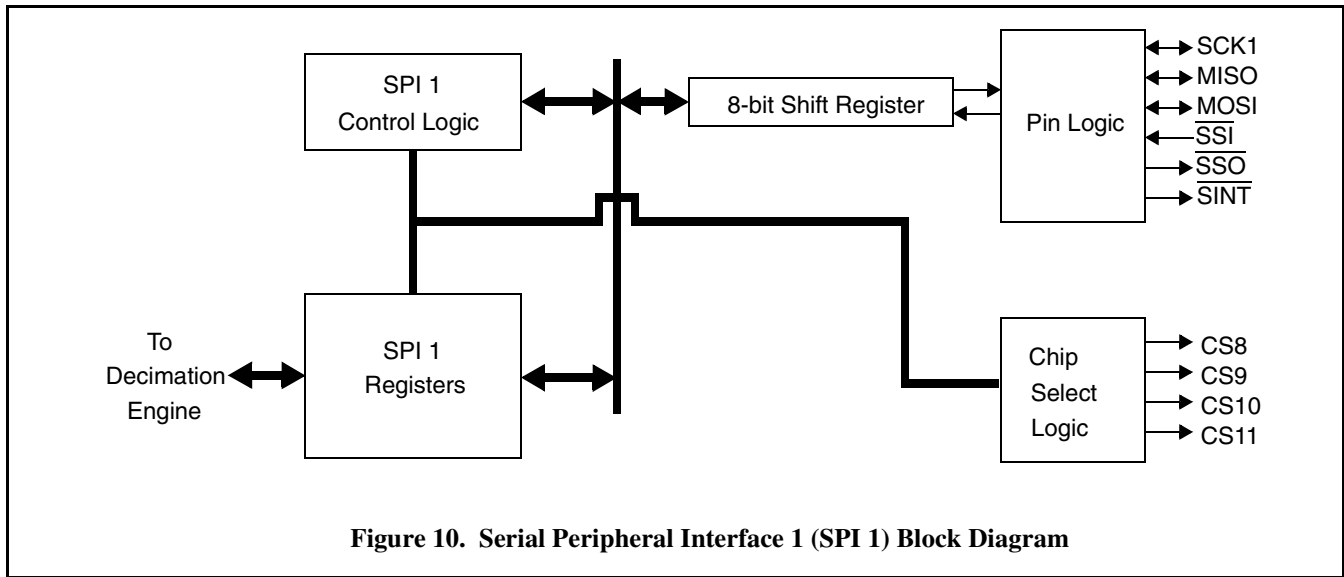 SPI 1
Control Logic
8-bit Shift Register
Pin Logic
SCK1
MISO
MOSI
SSI
SSO
SINT
To
Decimation
Engine
SPI 1
Registers
Chip
Select
Logic
CS8
CS9
CS10
CS11
Figure 10. Serial Peripheral Interface 1 (SPI 1) Block Diagram